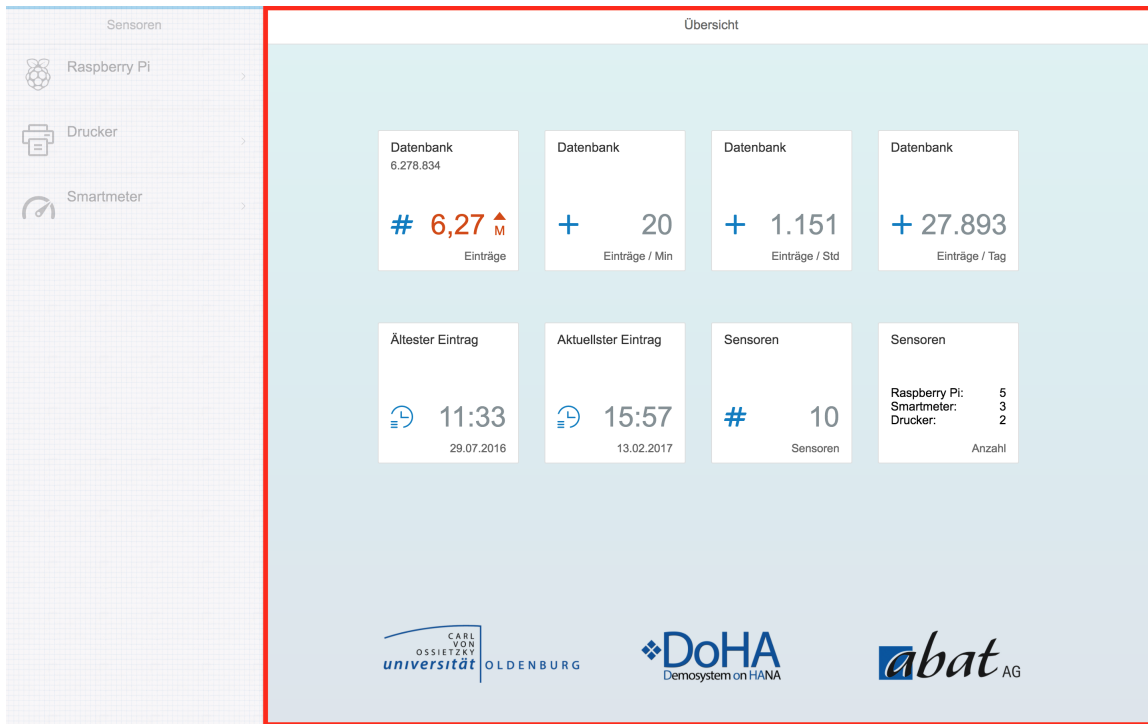 Sensoren
Raspberry Pi
Drucker
Smartmeter
Übersicht
Datenbank
6.278.834
# 6,27 M
Einträge
Datenbank
+ 20
Einträge / Min
Datenbank
+ 1.151
Einträge / Std
Datenbank
+ 27.893
Einträge / Tag
Ältester Eintrag
11:33
29.07.2016
Aktuellster Eintrag
15:57
13.02.2017
Sensoren
# 10
Sensoren
Sensoren
Raspberry Pi: 5
Smartmeter: 3
Drucker: 2
Anzahl
CARL
VON
OSSIETZKY
universität OLDENBURG
DoHA
Demosystem on HANA
abat AG